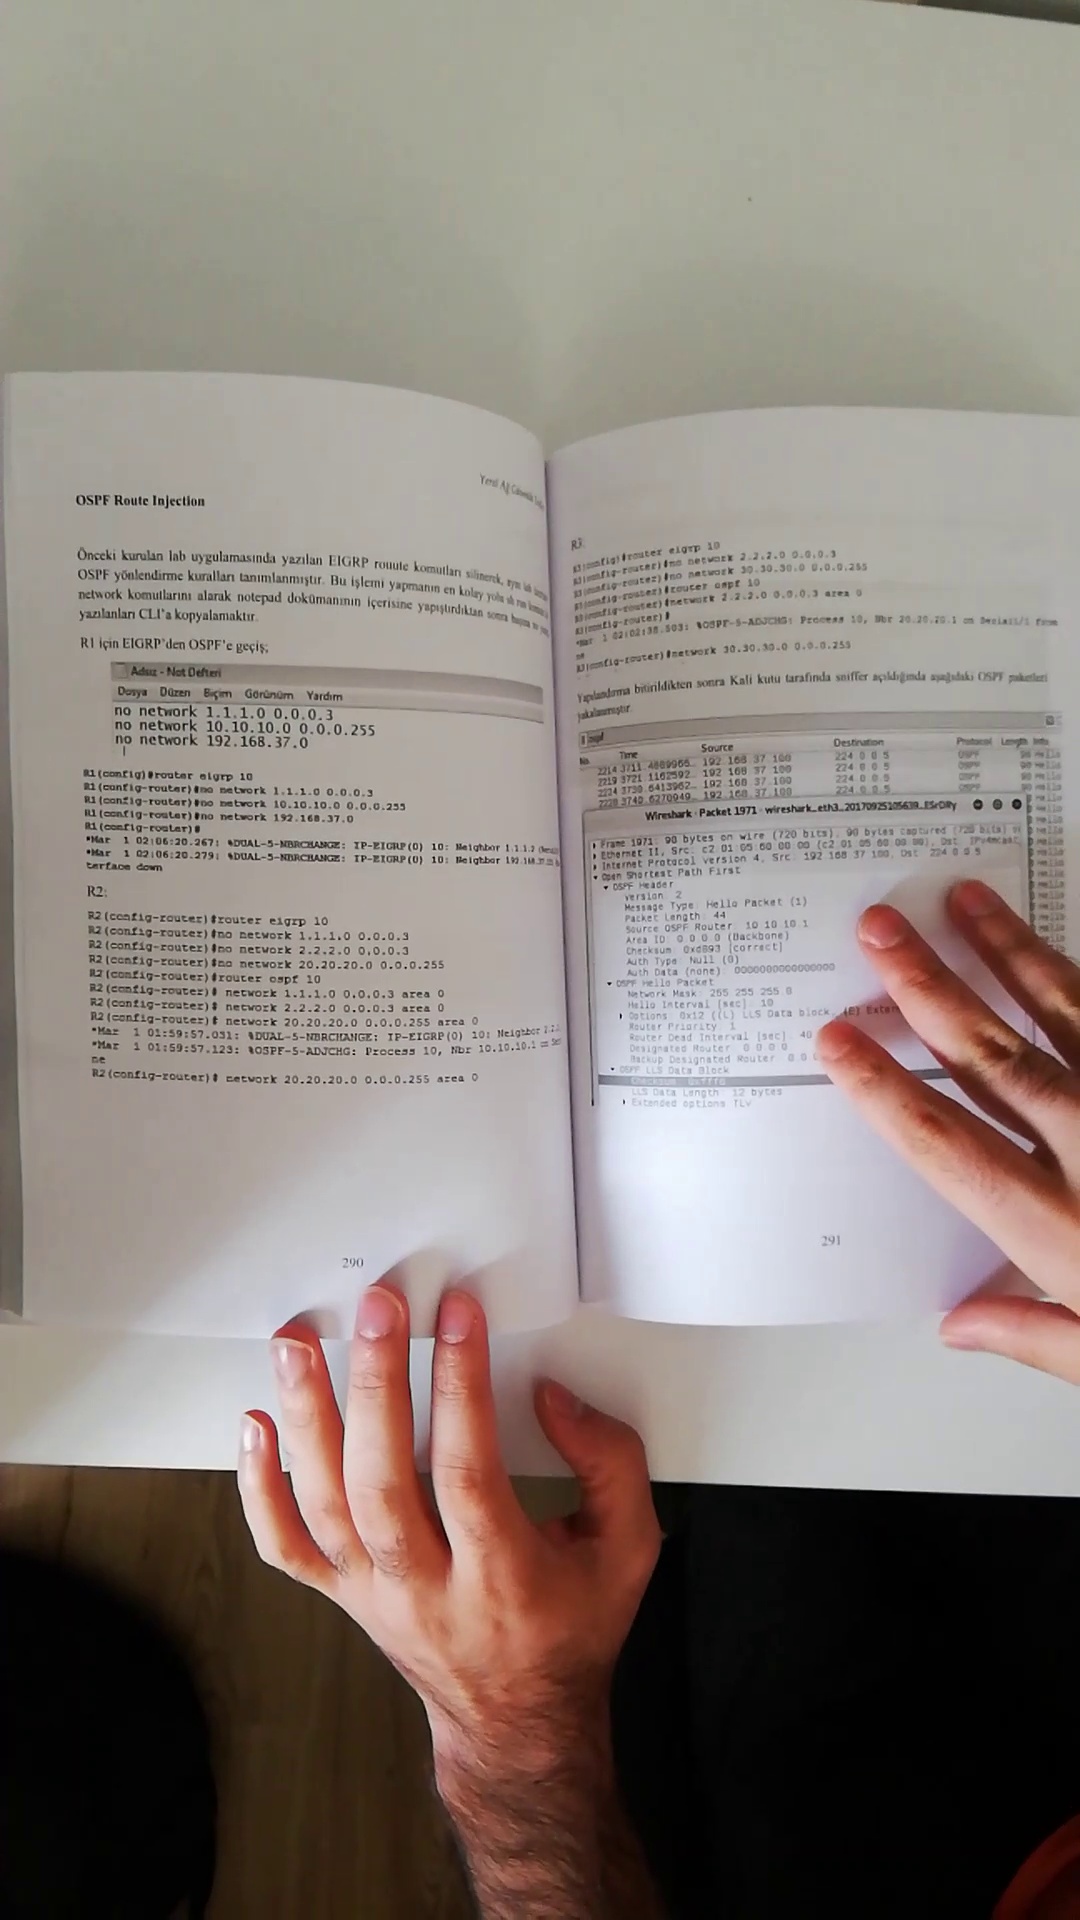 Yerel Ağ
OSPF Route Injection
Önceki kurulan lab uygulamasında yazılan EIGRP rouute komutları silinerek, aynı lab
OSPF yönlendirme kuralları tanımlanmıştır. Bu işlemi yapmanın en kolay yolu sh run
network komutlarını alarak notepad dokümanının içerisine yapıştırdıktan sonra başına no
yazılanları CLI'a kopyalamaktır.
R1 için EIGRP'den OSPF'e geçiş;
Adsız - Not Defteri
Dosya Düzen Biçim Görünüm Yardım
no network 1.1.1.0 0.0.0.3
no network 10.10.10.0 0.0.0.255
no network 192.168.37.0
R1(config)#router eigrp 10
R1(config-router)#no network 1.1.1.0 0.0.0.3
R1(config-router)#no network 10.10.10.0 0.0.0.255
R1(config-router)#no network 192.168.37.0
R1(config-router)#
*Mar 1 02:06:20.267: %DUAL-5-NBRCHANGE: IP-EIGRP(0) 10: Neighbor 1.1.1.2
*Mar 1 02:06:20.279: %DUAL-5-NBRCHANGE: IP-EIGRP(0) 10: Neighbor 192.168.37.
terface down
R2:
R2(config-router)#router eigrp 10
R2(config-router)#no network 1.1.1.0 0.0.0.3
R2(config-router)#no network 2.2.2.0 0.0.0.3
R2(config-router)#no network 20.20.20.0 0.0.0.255
R2(config-router)#router ospf 10
R2(config-router)# network 1.1.1.0 0.0.0.3 area 0
R2(config-router)# network 2.2.2.0 0.0.0.3 area 0
R2(config-router)# network 20.20.20.0 0.0.0.255 area 0
*Mar 1 01:59:57.031: %DUAL-5-NBRCHANGE: IP-EIGRP(0) 10: Neighbor 2.2.
*Mar 1 01:59:57.123: %OSPF-5-ADJCHG: Process 10, Nbr 10.10.10.1 on
ne
R2(config-router)# network 20.20.20.0 0.0.0.255 area 0
290
R3:
R3(config)#router eigrp 10
R3(config-router)#no network 2.2.2.0 0.0.0.3
R3(config-router)#no network 30.30.30.0 0.0.0.255
R3(config-router)#router ospf 10
R3(config-router)#network 2.2.2.0 0.0.0.3 area 0
R3(config-router)#
*Mar 1 02:02:38.503: %OSPF-5-ADJCHG: Process 10, Nbr 20.20.20.1 on Serial1/1 from
ne
R3(config-router)#network 30.30.30.0 0.0.0.255
Yapılandırma bitirildikten sonra Kali kutu tarafında sniffer açıldığında aşağıdaki OSPF paketleri
yakalanmıştır.
ospf
No. Time Source Destination Protocol Length Info
2214 3711.4689965… 192.168.37.100 224.0.0.5 OSPF 90 Hello
2219 3721.1162592… 192.168.37.100 224.0.0.5 OSPF 90 Hello
2224 3730.6413962… 192.168.37.100 224.0.0.5 OSPF 90 Hello
2228 3740.6270949… 192.168.37.100 224.0.0.5 OSPF 90 Hello
Wireshark · Packet 1971 · wireshark_eth3_20170925105639_ESrDRy
Frame 1971: 90 bytes on wire (720 bits), 90 bytes captured (720 bits)
Ethernet II, Src: c2:01:05:60:00:00 (c2:01:05:60:00:00), Dst: IPv4mcast
Internet Protocol Version 4, Src: 192.168.37.100, Dst: 224.0.0.5
Open Shortest Path First
OSPF Header
Version: 2
Message Type: Hello Packet (1)
Packet Length: 44
Source OSPF Router: 10.10.10.1
Area ID: 0.0.0.0 (Backbone)
Checksum: 0xd893 [correct]
Auth Type: Null (0)
Auth Data (none): 0000000000000000
OSPF Hello Packet
Network Mask: 255.255.255.0
Hello Interval [sec]: 10
Options: 0x12 ((L) LLS Data block, (E) Exter
Router Priority: 1
Router Dead Interval [sec]: 40
Designated Router: 0.0.0.0
Backup Designated Router: 0.0.
OSPF LLS Data Block
Checksum: 0xfff6
LLS Data Length: 12 bytes
Extended options TLV
291